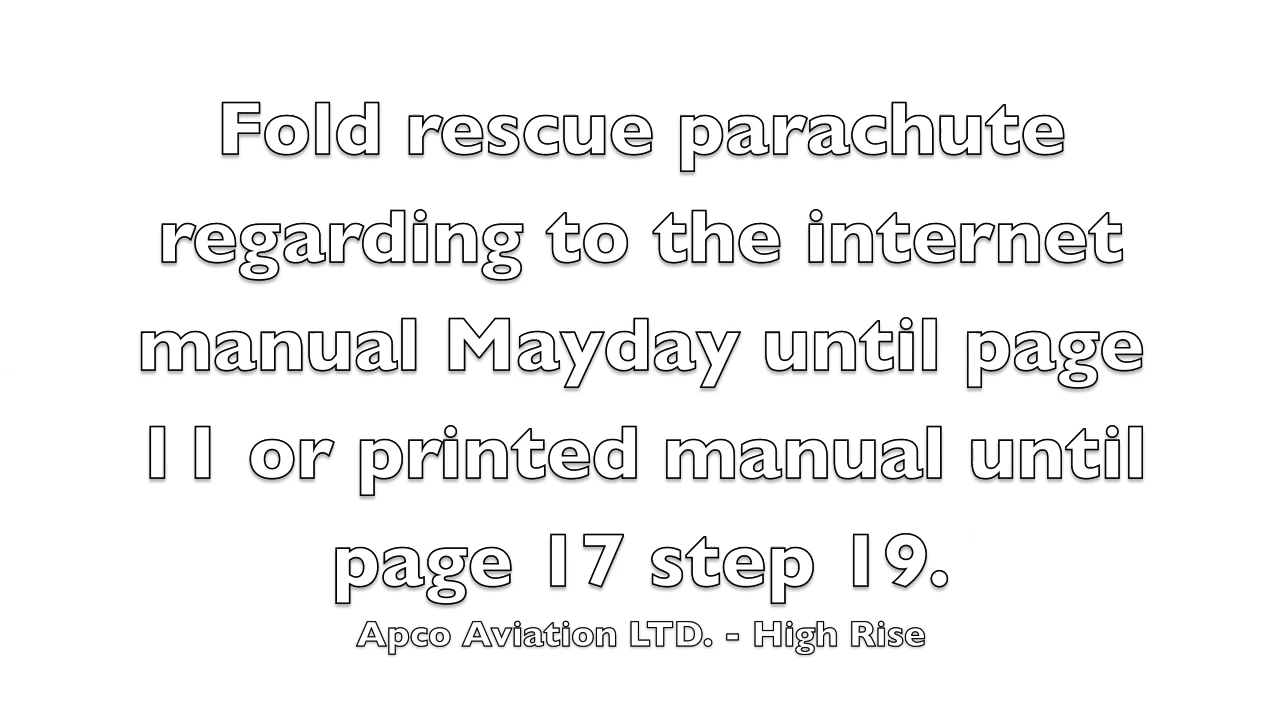 Fold rescue parachute
regarding to the internet
manual Mayday until page
11 or printed manual until
page 17 step 19.
Apco Aviation LTD. - High Rise